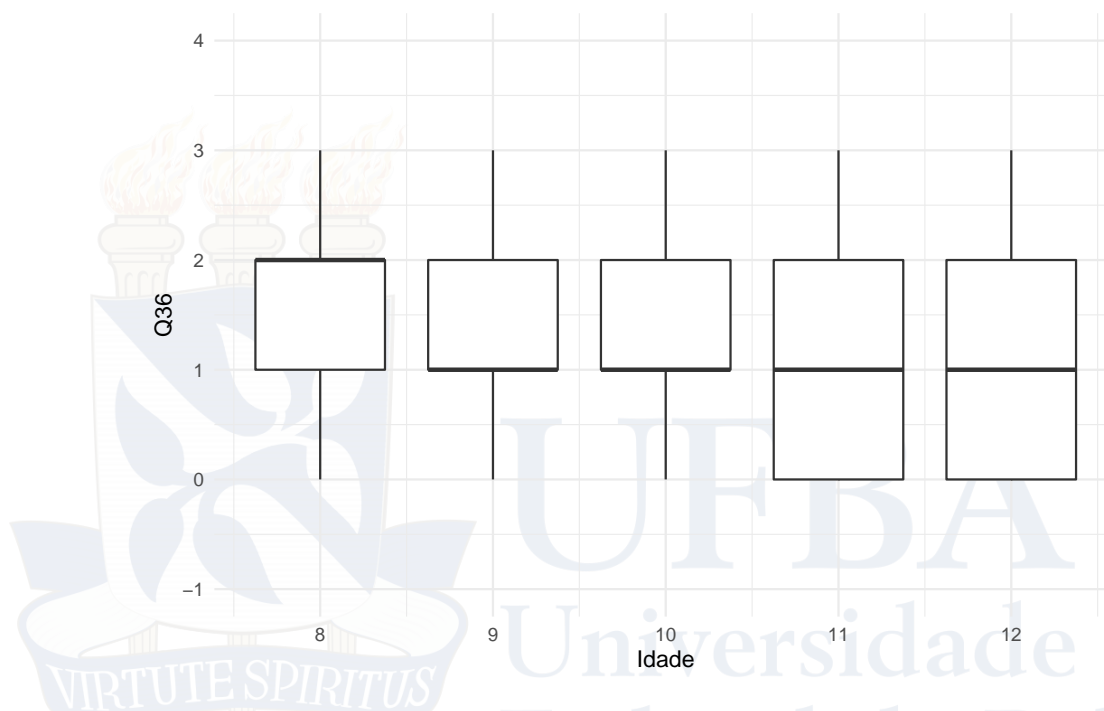 4
3
2
1
0
−1
Q36
8 9 10 11 12
Idade
UFBA
Universidade
VIRTUTE SPIRITUS